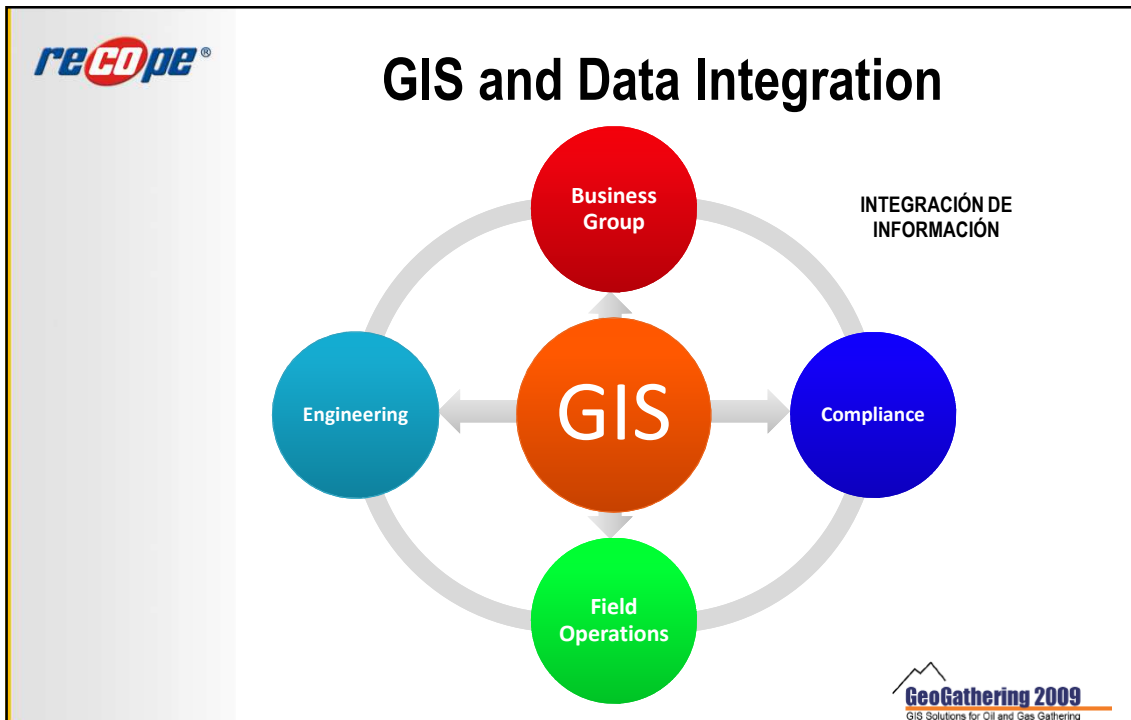 recope®
GIS and Data Integration
INTEGRACIÓN DE
INFORMACIÓN
Business
Group
Engineering
GIS
Compliance
Field
Operations
GeoGathering 2009
GIS Solutions for Oil and Gas Gathering